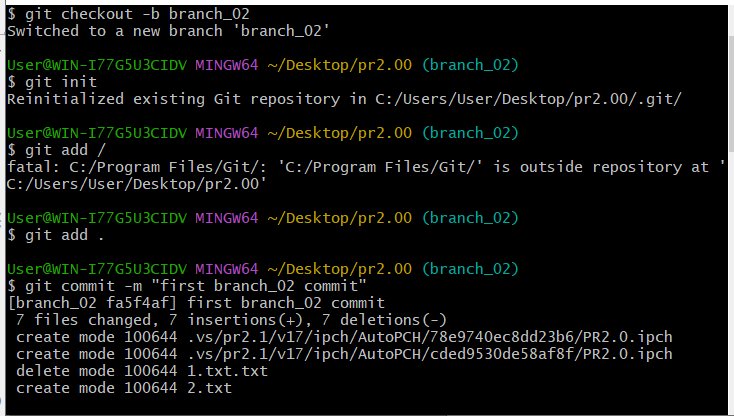 $ git checkout -b branch_02
Switched to a new branch 'branch_02'
User@WIN-I77G5U3CIDV MINGW64 ~/Desktop/pr2.00 (branch_02)
$ git init
Reinitialized existing Git repository in C:/Users/User/Desktop/pr2.00/.git/
User@WIN-I77G5U3CIDV MINGW64 ~/Desktop/pr2.00 (branch_02)
$ git add /
fatal: C:/Program Files/Git/: 'C:/Program Files/Git/' is outside repository at '
C:/Users/User/Desktop/pr2.00'
User@WIN-I77G5U3CIDV MINGW64 ~/Desktop/pr2.00 (branch_02)
$ git add .
User@WIN-I77G5U3CIDV MINGW64 ~/Desktop/pr2.00 (branch_02)
$ git commit -m "first branch_02 commit"
[branch_02 fa5f4af] first branch_02 commit
7 files changed, 7 insertions(+), 7 deletions(-)
create mode 100644 .vs/pr2.1/v17/ipch/AutoPCH/78e9740ec8dd23b6/PR2.0.ipch
create mode 100644 .vs/pr2.1/v17/ipch/AutoPCH/cded9530de58af8f/PR2.0.ipch
delete mode 100644 1.txt.txt
create mode 100644 2.txt